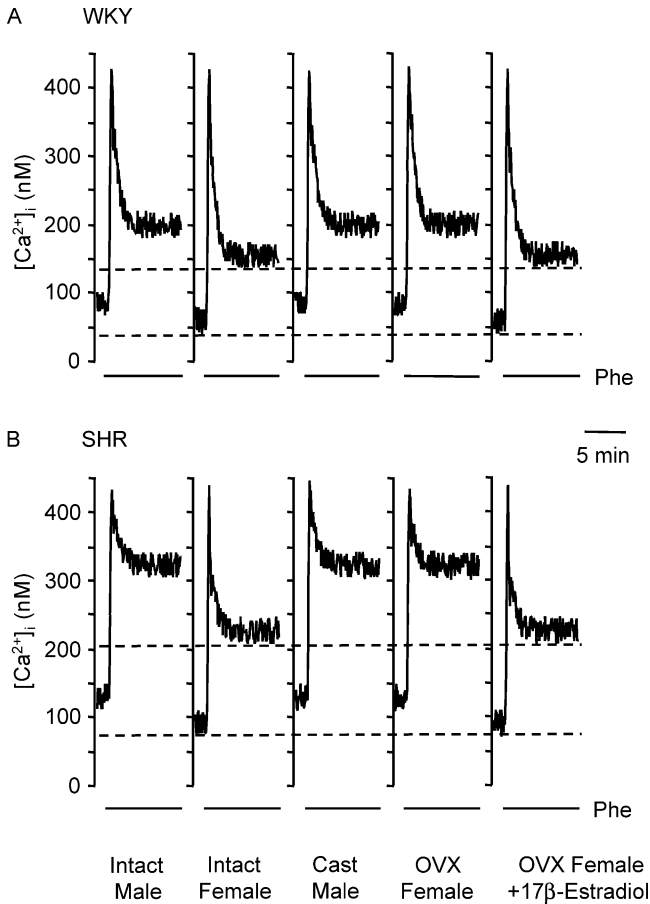 A WKY
400
300
200
100
0
[Ca²⁺]ᵢ (nM)
Phe
B SHR
5 min
400
300
200
100
0
[Ca²⁺]ᵢ (nM)
Phe
Intact Male
Intact Female
Cast Male
OVX Female
OVX Female +17β-Estradiol